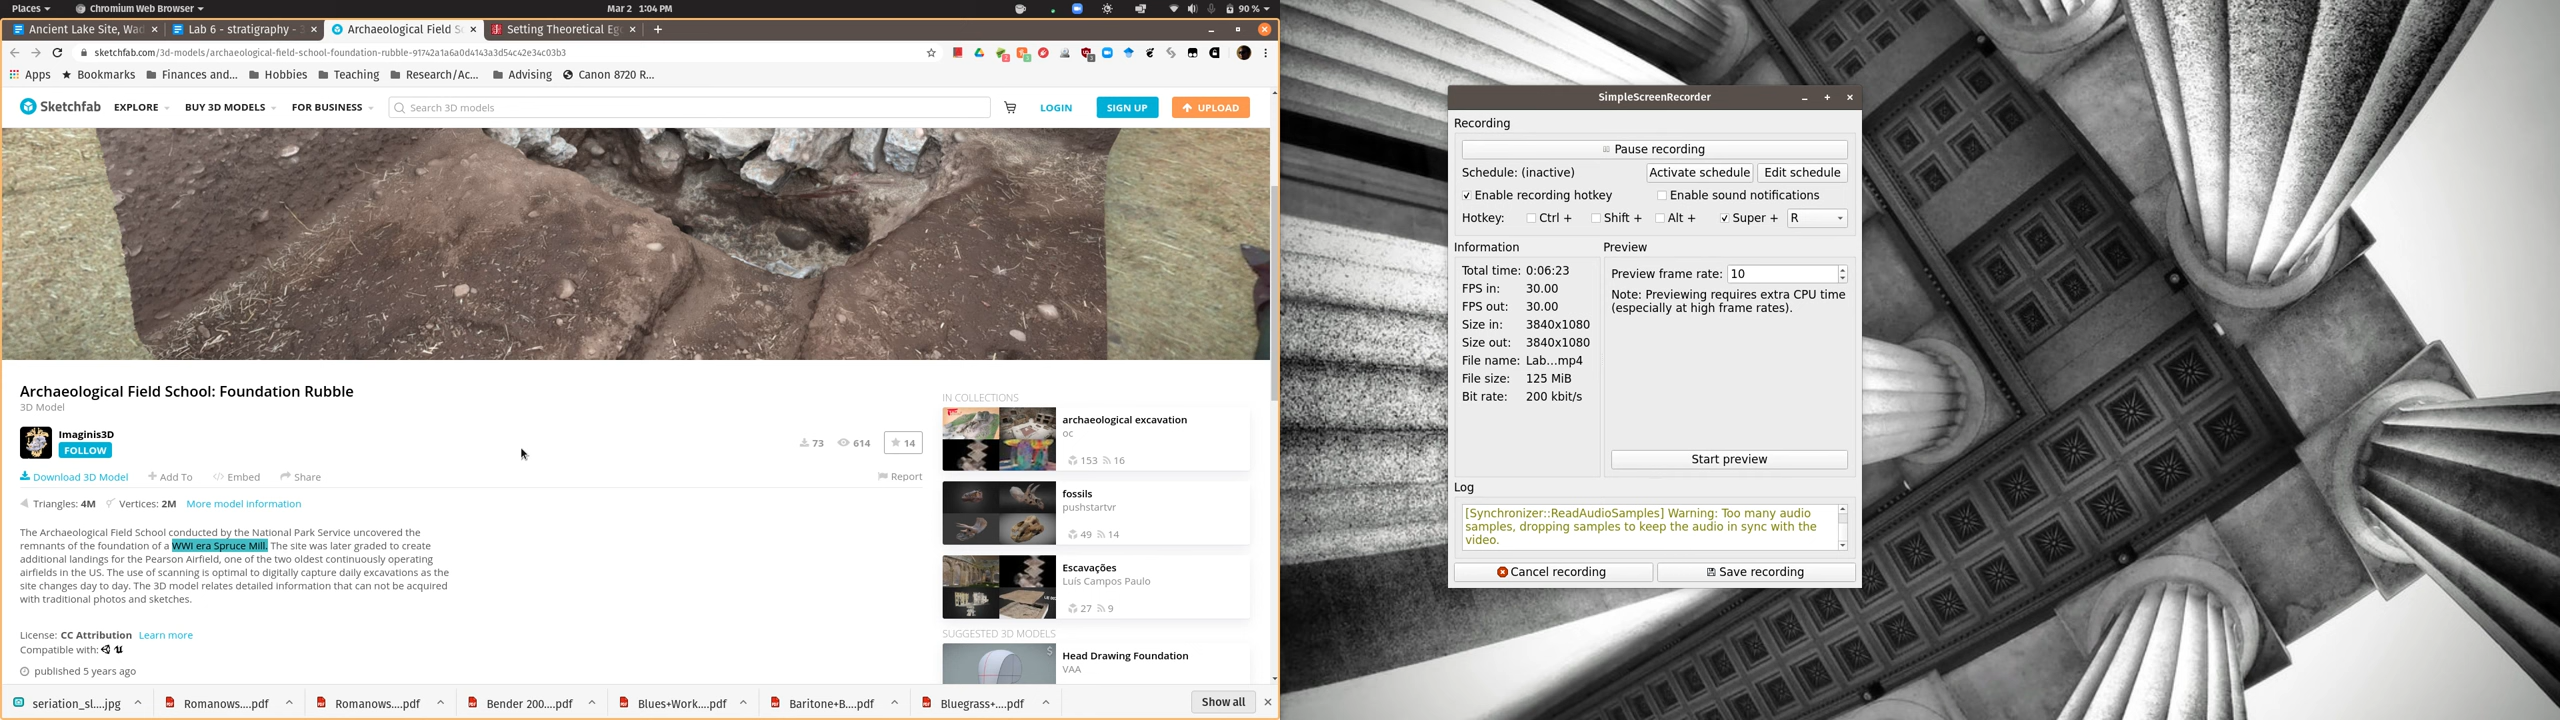 Places
Chromium Web Browser
Mar 2 1:04 PM
90 %
Ancient Lake Site, Wad
Lab 6 - stratigraphy - 3
Archaeological Field Sc
Setting Theoretical Eg
sketchfab.com/3d-models/archaeological-field-school-foundation-rubble-91742a1a6a0d4143a3d54c42e34c03b3
Apps
Bookmarks
Finances and...
Hobbies
Teaching
Research/Ac...
Advising
Canon 8720 R...
Sketchfab
EXPLORE
BUY 3D MODELS
FOR BUSINESS
Search 3D models
LOGIN
SIGN UP
UPLOAD
Archaeological Field School: Foundation Rubble
3D Model
Imaginis3D
FOLLOW
73
614
14
Download 3D Model
Add To
Embed
Share
Report
Triangles: 4M
Vertices: 2M
More model information
The Archaeological Field School conducted by the National Park Service uncovered the
remnants of the foundation of a WWI era Spruce Mill. The site was later graded to create
additional landings for the Pearson Airfield, one of the two oldest continuously operating
airfields in the US. The use of scanning is optimal to digitally capture daily excavations as the
site changes day to day. The 3D model relates detailed information that can not be acquired
with traditional photos and sketches.
License: CC Attribution Learn more
Compatible with:
published 5 years ago
IN COLLECTIONS
archaeological excavation
oc
153 16
fossils
pushstartvr
49 14
Escavações
Luís Campos Paulo
27 9
SUGGESTED 3D MODELS
Head Drawing Foundation
VAA
seriation_sl....jpg
Romanows....pdf
Romanows....pdf
Bender 200....pdf
Blues+Work....pdf
Baritone+B....pdf
Bluegrass+....pdf
Show all
SimpleScreenRecorder
Recording
Pause recording
Schedule: (inactive)
Activate schedule
Edit schedule
Enable recording hotkey
Enable sound notifications
Hotkey:
Ctrl +
Shift +
Alt +
Super +
R
Information
Preview
Total time: 0:06:23
FPS in: 30.00
FPS out: 30.00
Size in: 3840x1080
Size out: 3840x1080
File name: Lab...mp4
File size: 125 MiB
Bit rate: 200 kbit/s
Preview frame rate: 10
Note: Previewing requires extra CPU time
(especially at high frame rates).
Start preview
Log
[Synchronizer::ReadAudioSamples] Warning: Too many audio
samples, dropping samples to keep the audio in sync with the
video.
Cancel recording
Save recording